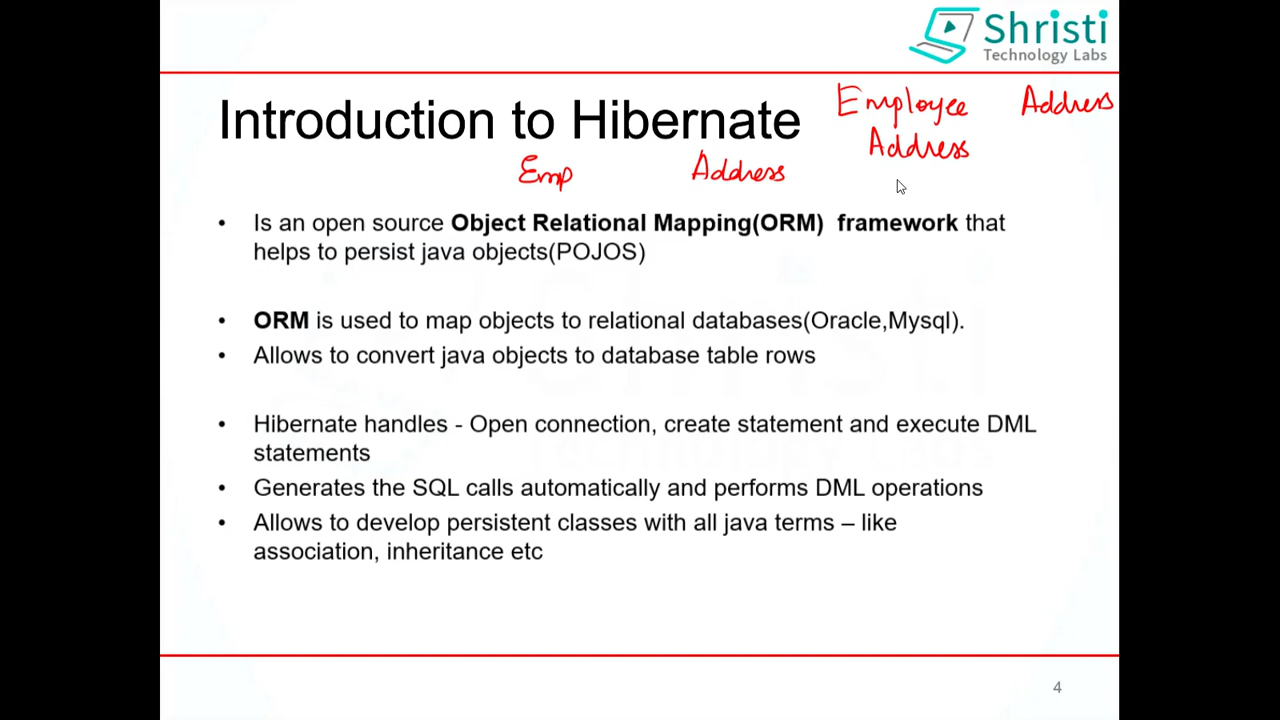 Shristi
Technology Labs
Introduction to Hibernate
Employee Address
Address
Emp Address
• Is an open source Object Relational Mapping(ORM) framework that
helps to persist java objects(POJOS)
• ORM is used to map objects to relational databases(Oracle,Mysql).
• Allows to convert java objects to database table rows
• Hibernate handles - Open connection, create statement and execute DML
statements
• Generates the SQL calls automatically and performs DML operations
• Allows to develop persistent classes with all java terms – like
association, inheritance etc
4